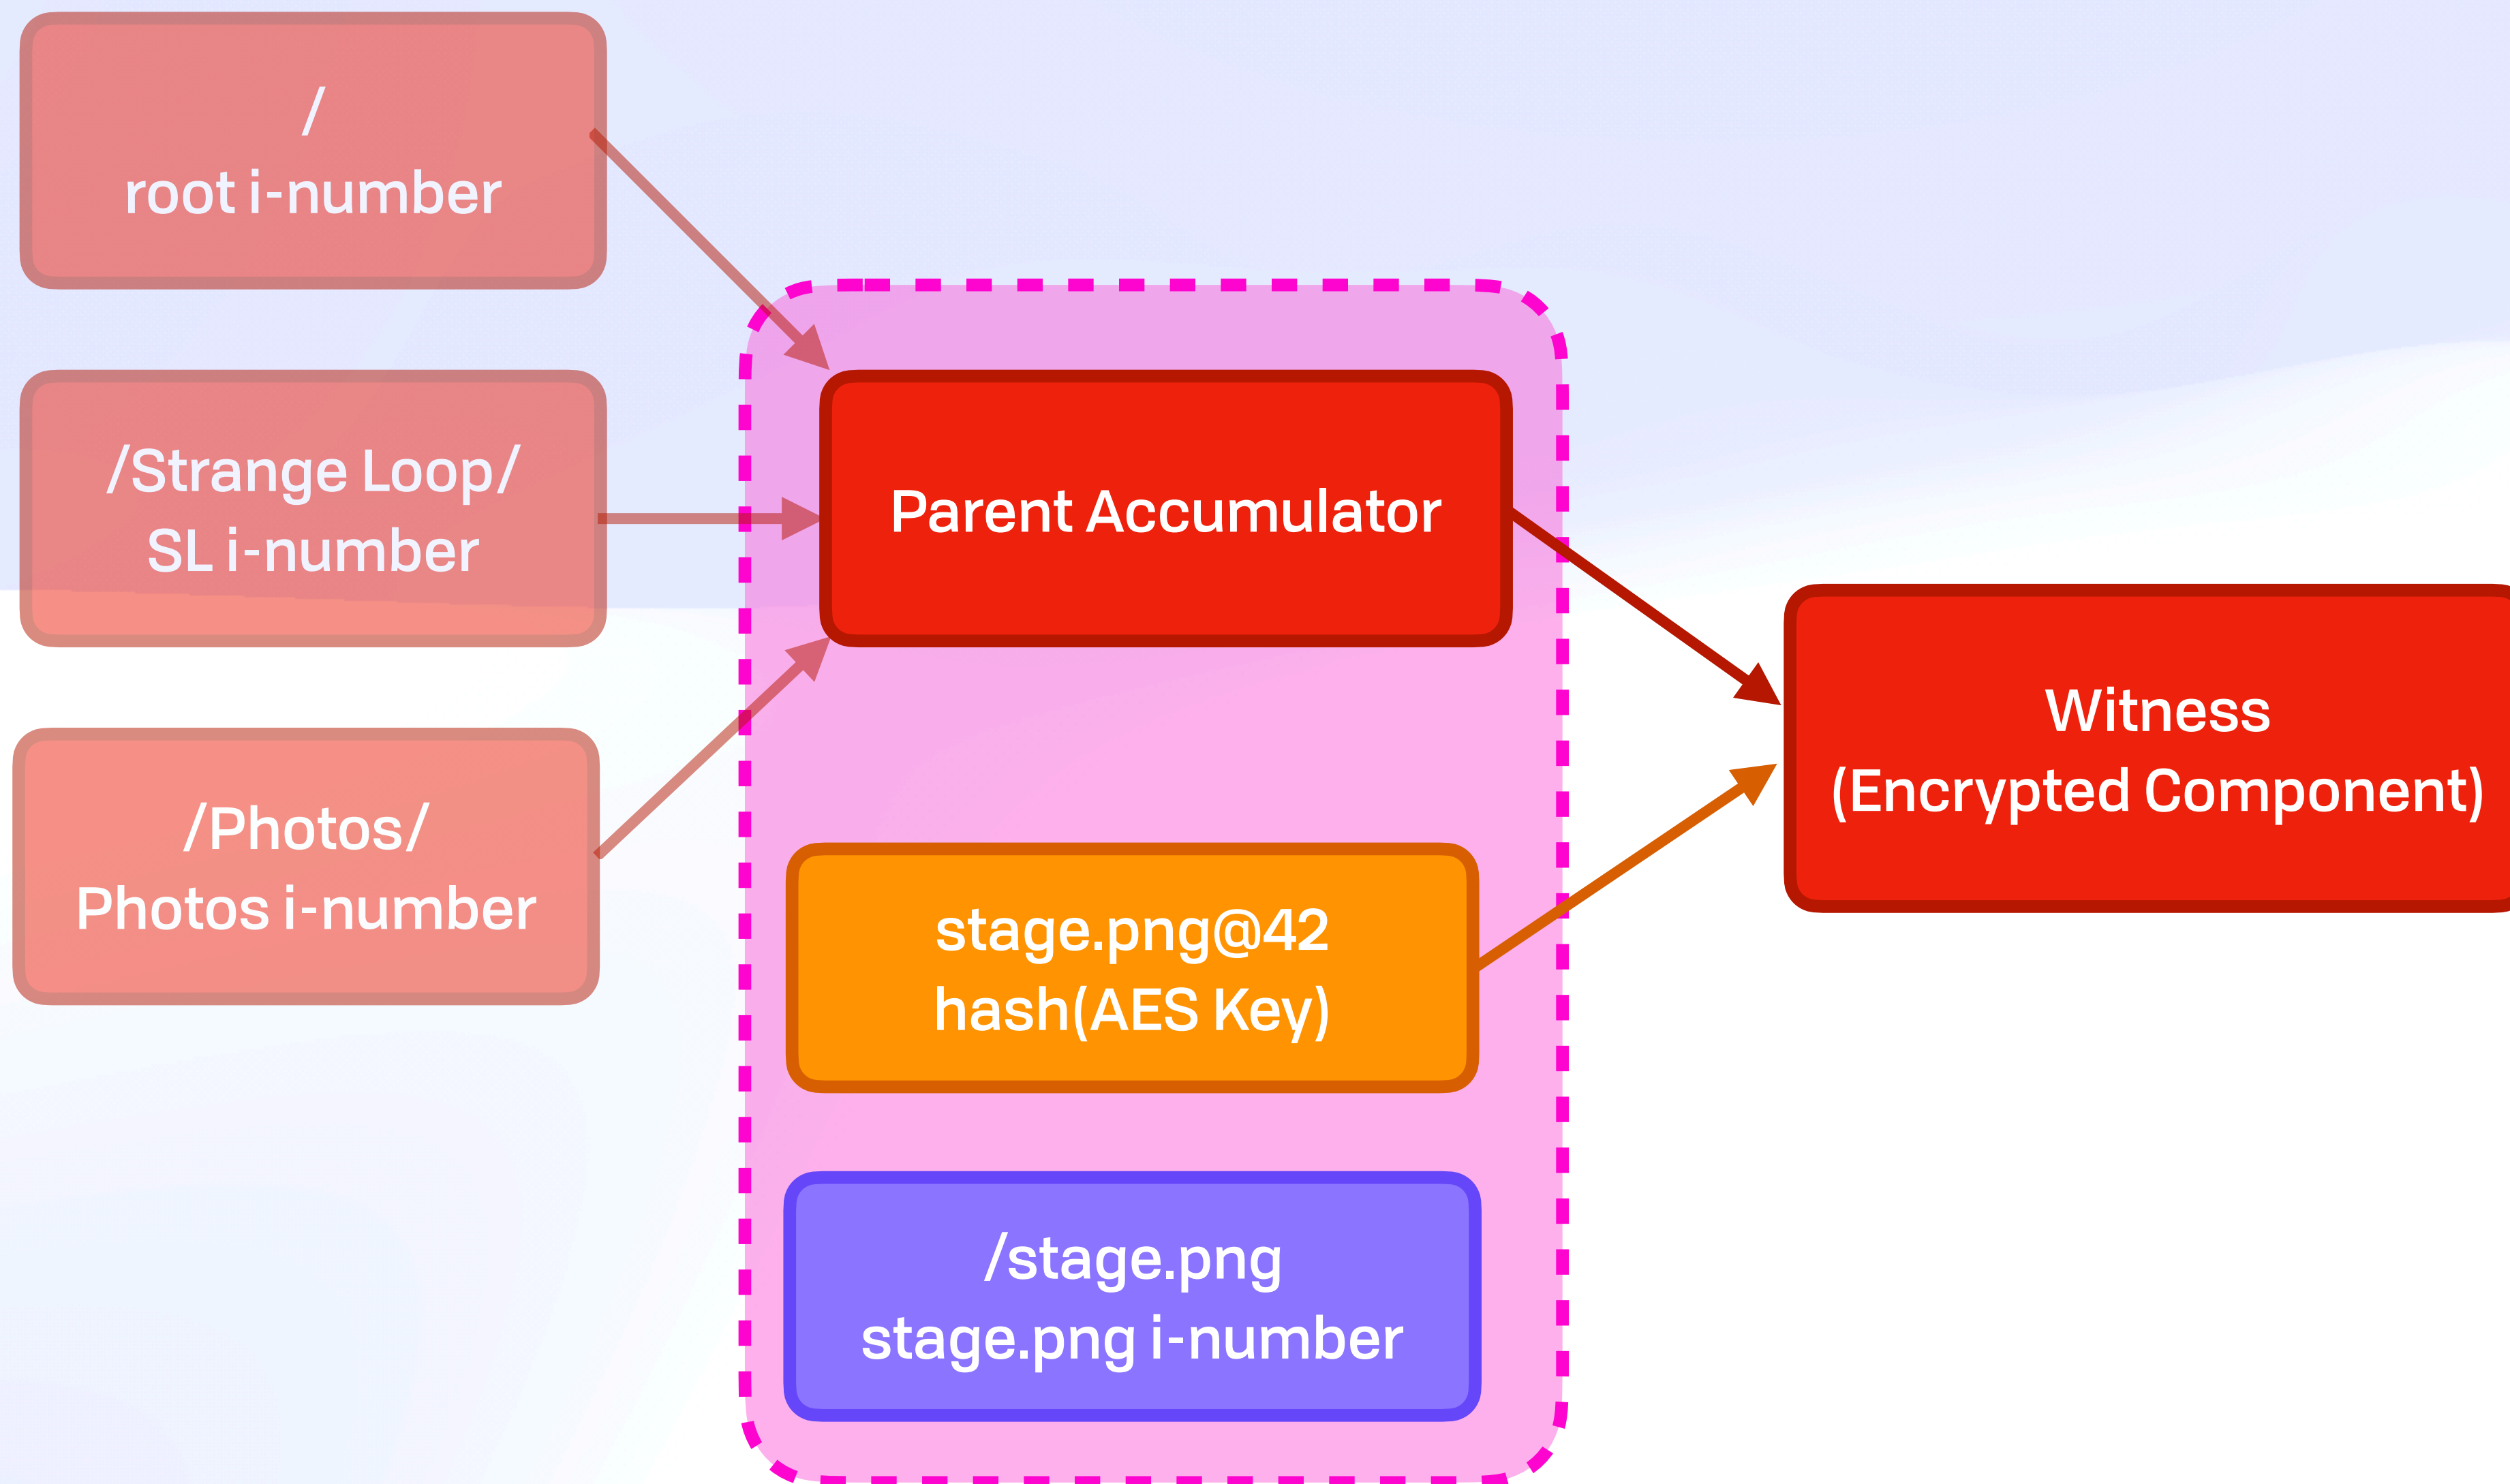 /
root i-number
/Strange Loop/
SL i-number
/Photos/
Photos i-number
Parent Accumulator
stage.png@42
hash(AES Key)
/stage.png
stage.png i-number
Witness
(Encrypted Component)